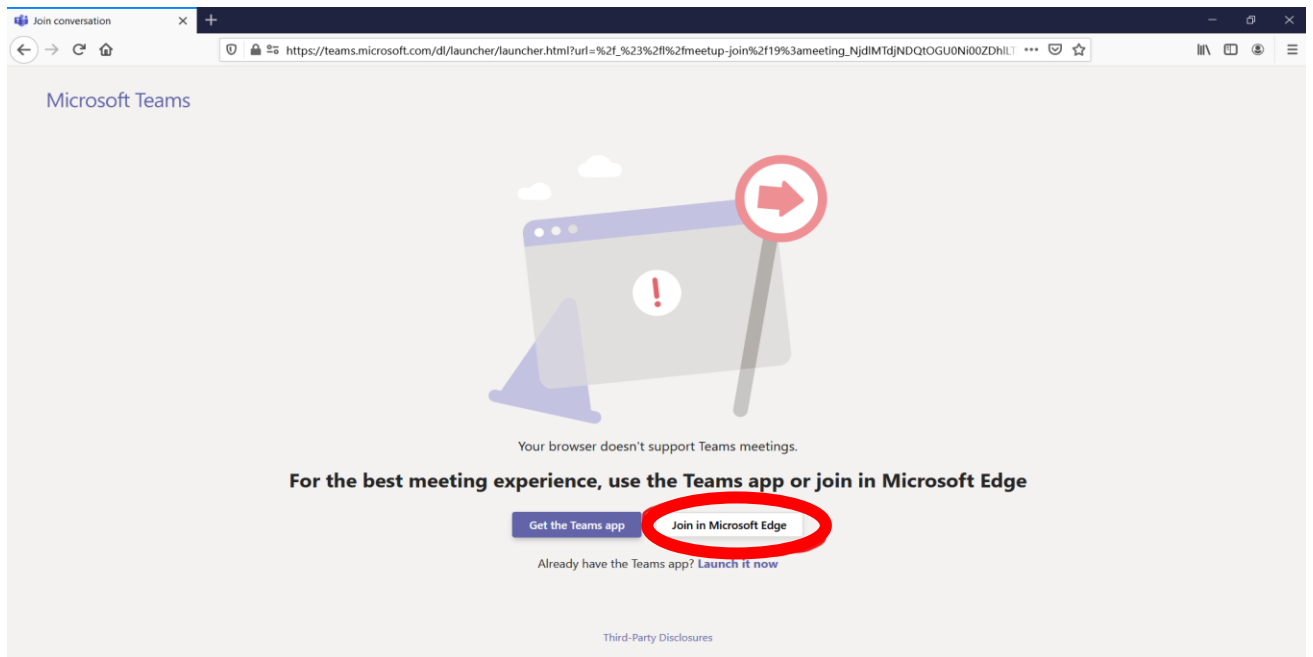 Join conversation
https://teams.microsoft.com/dl/launcher/launcher.html?url=%2f_%23%2fl%2fmeetup-join%2f19%3ameeting_NjdlMTdjNDQtOGU0Ni00ZDhlLT
Microsoft Teams
!
Your browser doesn't support Teams meetings.
For the best meeting experience, use the Teams app or join in Microsoft Edge
Get the Teams app Join in Microsoft Edge
Already have the Teams app? Launch it now
Third-Party Disclosures